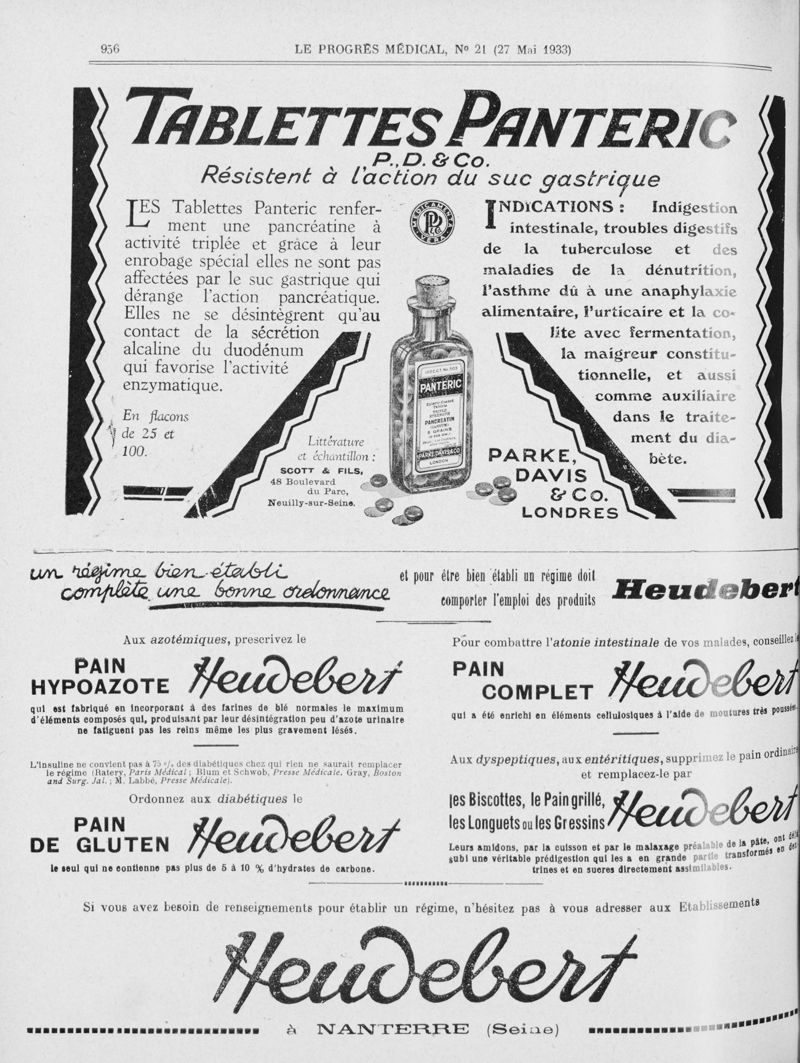 956
LE PROGRÈS MÉDICAL, No 21 (27 Mai 1933)
TABLETTES PANTERIC
P., D. & Co.
Résistent à l'action du suc gastrique
LES Tablettes Panteric renfer-
ment une pancréatine à
activité triplée et grâce à leur
enrobage spécial elles ne sont pas
affectées par le suc gastrique qui
dérange l'action pancréatique.
Elles ne se désintègrent qu'au
contact de la sécrétion
alcaline du duodénum
qui favorise l'activité
enzymatique.
En flacons
de 25 et
100.
Littérature
et échantillon :
SCOTT & FILS,
48 Boulevard
du Parc,
Neuilly-sur-Seine.
PANTERIC
PANCREATIN
5 GRAINS
PARKE, DAVIS & CO
LONDON
INDICATIONS : Indigestion
intestinale, troubles digestifs
de la tuberculose et des
maladies de la dénutrition,
l'asthme dû à une anaphylaxie
alimentaire, l'urticaire et la co-
lite avec fermentation,
la maigreur constitu-
tionnelle, et aussi
comme auxiliaire
dans le traite-
ment du dia-
bète.
PARKE,
DAVIS
& Co.
LONDRES
un régime bien établi
complète une bonne ordonnance
et pour être bien établi un régime doit
comporter l'emploi des produits
Heudebert
Aux azotémiques, prescrivez le
PAIN
HYPOAZOTE Heudebert
qui est fabriqué en incorporant à des farines de blé normales le maximum
d'éléments composés qui, produisant par leur désintégration peu d'azote urinaire
ne fatiguent pas les reins même les plus gravement lésés.
L'insuline ne convient pas à 75 % des diabétiques chez qui rien ne saurait remplacer
le régime (Ratery, Paris Médical ; Blum et Schwob, Presse Médicale. Gray, Boston
and Surg. Jal. ; M. Labbé, Presse Médicale).
Ordonnez aux diabétiques le
PAIN
DE GLUTEN Heudebert
le seul qui ne contienne pas plus de 5 à 10 % d'hydrates de carbone.
Pour combattre l'atonie intestinale de vos malades, conseillez le
PAIN
COMPLET Heudebert
qui a été enrichi en éléments cellulosiques à l'aide de moutures très poussées.
Aux dyspeptiques, aux entéritiques, supprimez le pain ordinaire
et remplacez-le par
les Biscottes, le Pain grillé,
les Longuets ou les Gressins Heudebert
Leurs amidons, par la cuisson et par le malaxage préalable de la pâte, ont déjà
subi une véritable prédigestion qui les a en grande partie transformés en dex-
trines et en sucres directement assimilables.
Si vous avez besoin de renseignements pour établir un régime, n'hésitez pas à vous adresser aux Etablissements
Heudebert
à NANTERRE (Seine)